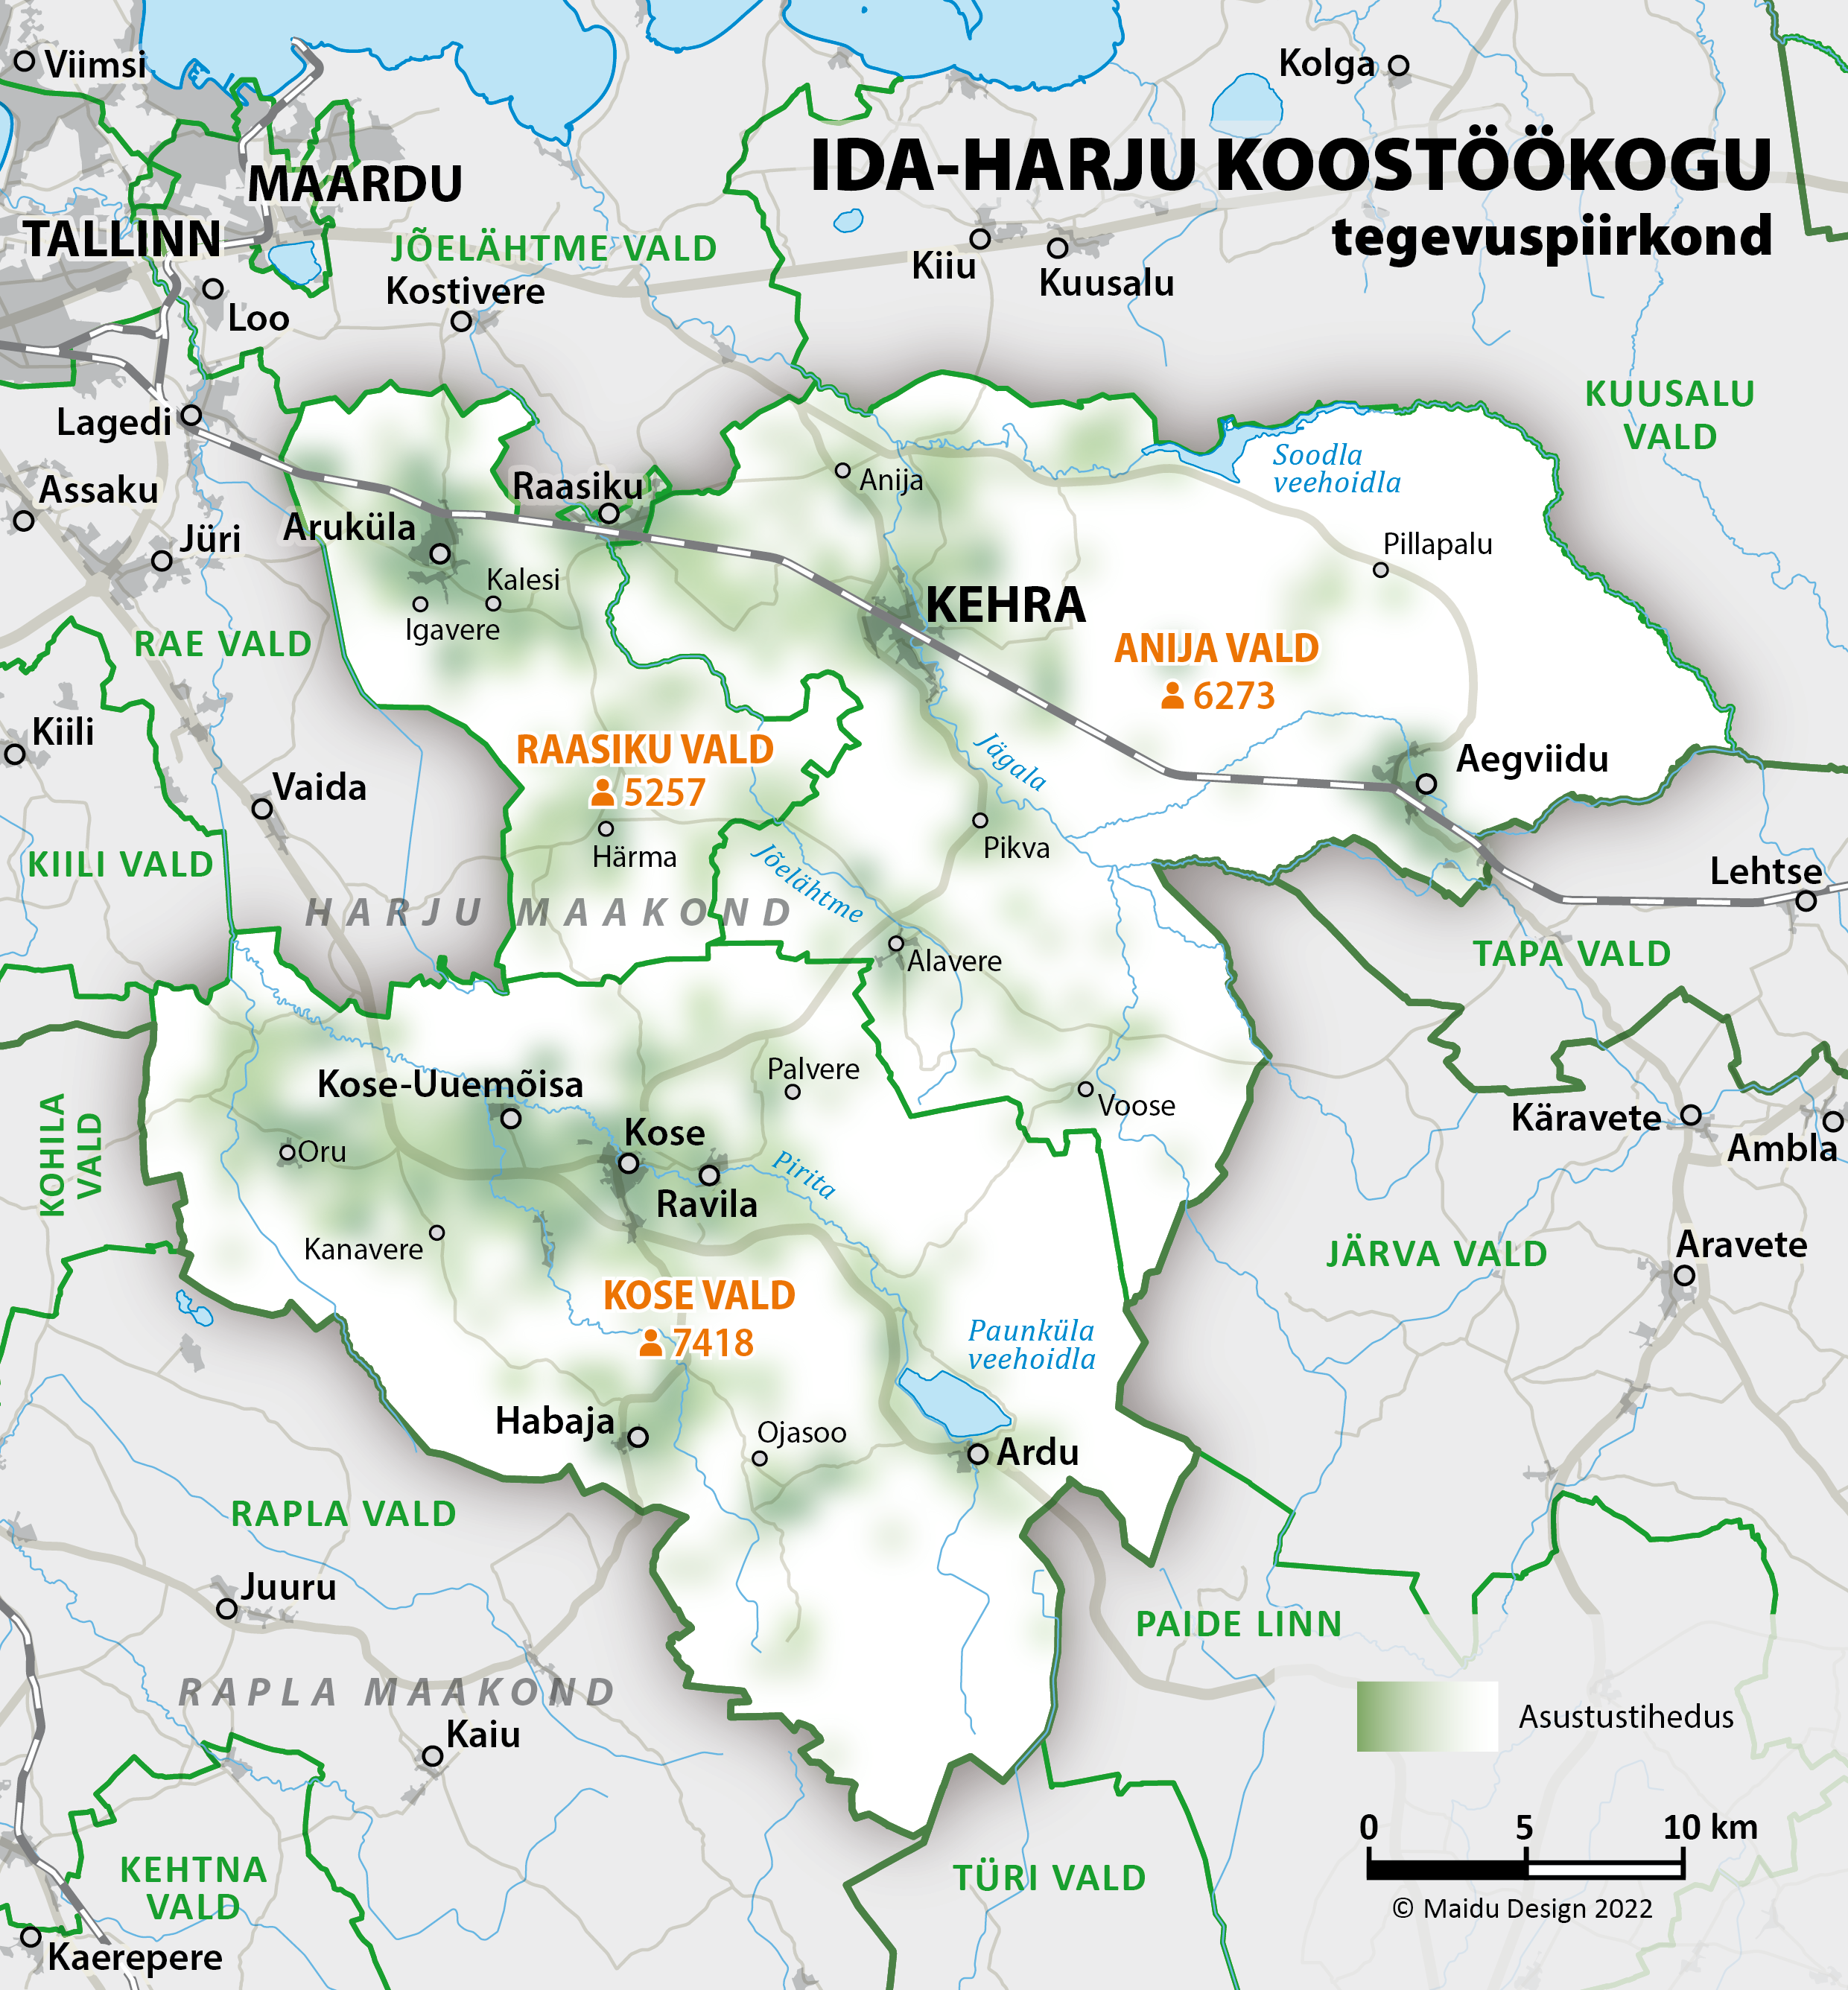 IDA-HARJU KOOSTÖÖKOGU
tegevuspiirkond
Viimsi
Kolga
MAARDU
TALLINN
JÕELÄHTME VALD
Kostivere
Loo
Kiiu
Kuusalu
KUUSALU
VALD
Lagedi
Assaku
Jüri
Raasiku
Aruküla
Kalesi
Igavere
Anija
Soodla
veehoidla
Pillapalu
KEHRA
ANIJA VALD
6273
RAE VALD
Kiili
Vaida
RAASIKU VALD
5257
Jägala
Aegviidu
Härma
Pikva
KIILI VALD
HARJU MAAKOND
Jõelähtme
Lehtse
Alavere
TAPA VALD
Palvere
Kose-Uuemõisa
Voose
Käravete
Ambla
KOHILA
VALD
Oru
Kose
Ravila
Pirita
Kanavere
JÄRVA VALD
Aravete
KOSE VALD
7418
Paunküla
veehoidla
Habaja
Ojasoo
Ardu
RAPLA VALD
Juuru
PAIDE LINN
RAPLA MAAKOND
Kaiu
Asustustihedus
0 5 10 km
KEHTNA
VALD
TÜRI VALD
© Maidu Design 2022
Kaerepere